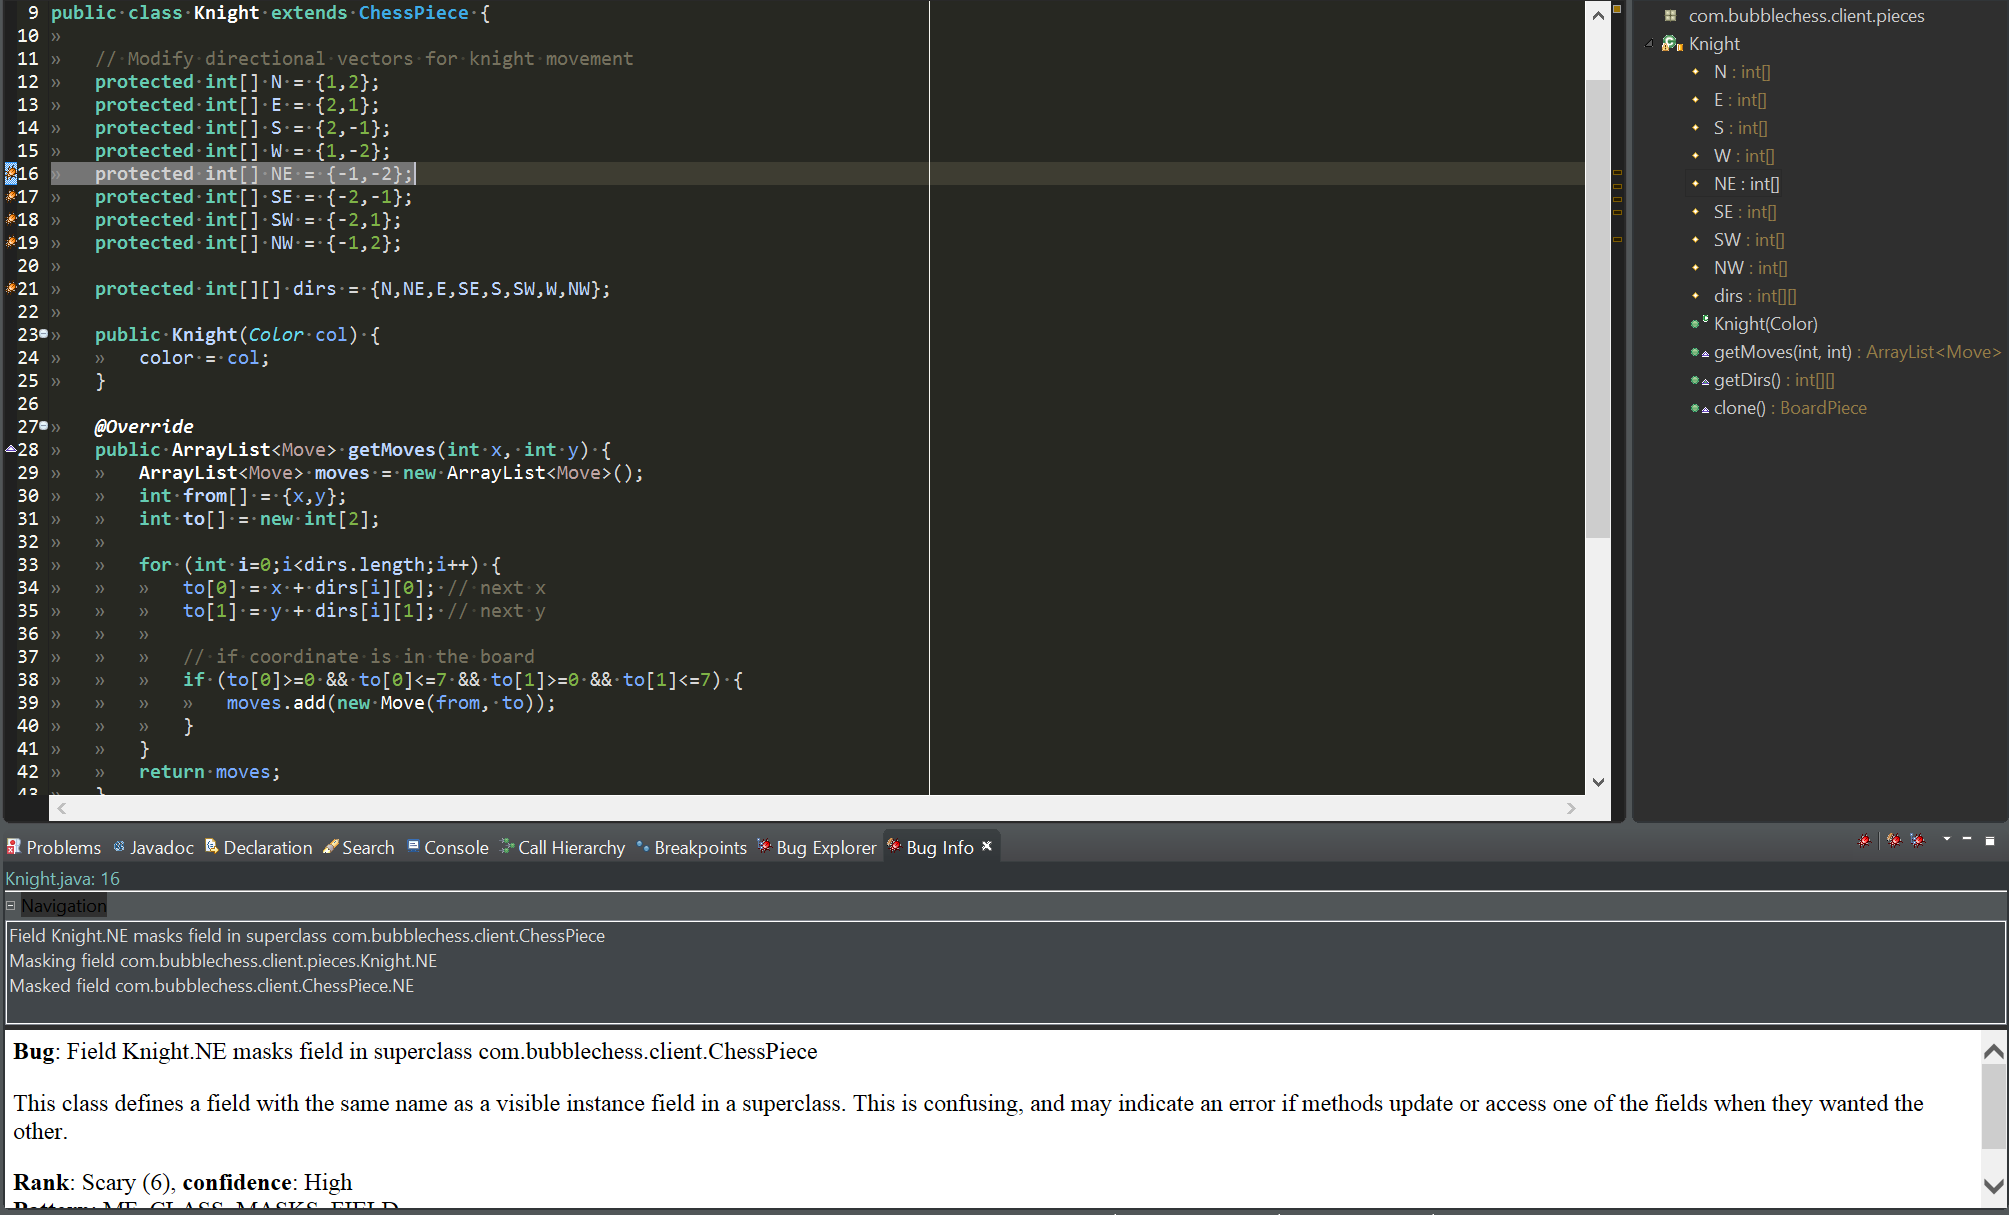 9 public class Knight extends ChessPiece {
10
11 // Modify directional vectors for knight movement
12 protected int[] N = {1,2};
13 protected int[] E = {2,1};
14 protected int[] S = {2,-1};
15 protected int[] W = {1,-2};
16 protected int[] NE = {-1,-2};
17 protected int[] SE = {-2,-1};
18 protected int[] SW = {-2,1};
19 protected int[] NW = {-1,2};
20
21 protected int[][] dirs = {N,NE,E,SE,S,SW,W,NW};
22
23 public Knight(Color col) {
24 color = col;
25 }
26
27 @Override
28 public ArrayList<Move> getMoves(int x, int y) {
29 ArrayList<Move> moves = new ArrayList<Move>();
30 int from[] = {x,y};
31 int to[] = new int[2];
32
33 for (int i=0;i<dirs.length;i++) {
34 to[0] = x + dirs[i][0]; // next x
35 to[1] = y + dirs[i][1]; // next y
36
37 // if coordinate is in the board
38 if (to[0]>=0 && to[0]<=7 && to[1]>=0 && to[1]<=7) {
39 moves.add(new Move(from, to));
40 }
41 }
42 return moves;
43 }
com.bubblechess.client.pieces
Knight
N : int[]
E : int[]
S : int[]
W : int[]
NE : int[]
SE : int[]
SW : int[]
NW : int[]
dirs : int[][]
Knight(Color)
getMoves(int, int) : ArrayList<Move>
getDirs() : int[][]
clone() : BoardPiece
Problems Javadoc Declaration Search Console Call Hierarchy Breakpoints Bug Explorer Bug Info
Knight.java: 16
Navigation
Field Knight.NE masks field in superclass com.bubblechess.client.ChessPiece
Masking field com.bubblechess.client.pieces.Knight.NE
Masked field com.bubblechess.client.ChessPiece.NE
Bug: Field Knight.NE masks field in superclass com.bubblechess.client.ChessPiece
This class defines a field with the same name as a visible instance field in a superclass. This is confusing, and may indicate an error if methods update or access one of the fields when they wanted the
other.
Rank: Scary (6), confidence: High
Pattern: MF_CLASS_MASKS_FIELD